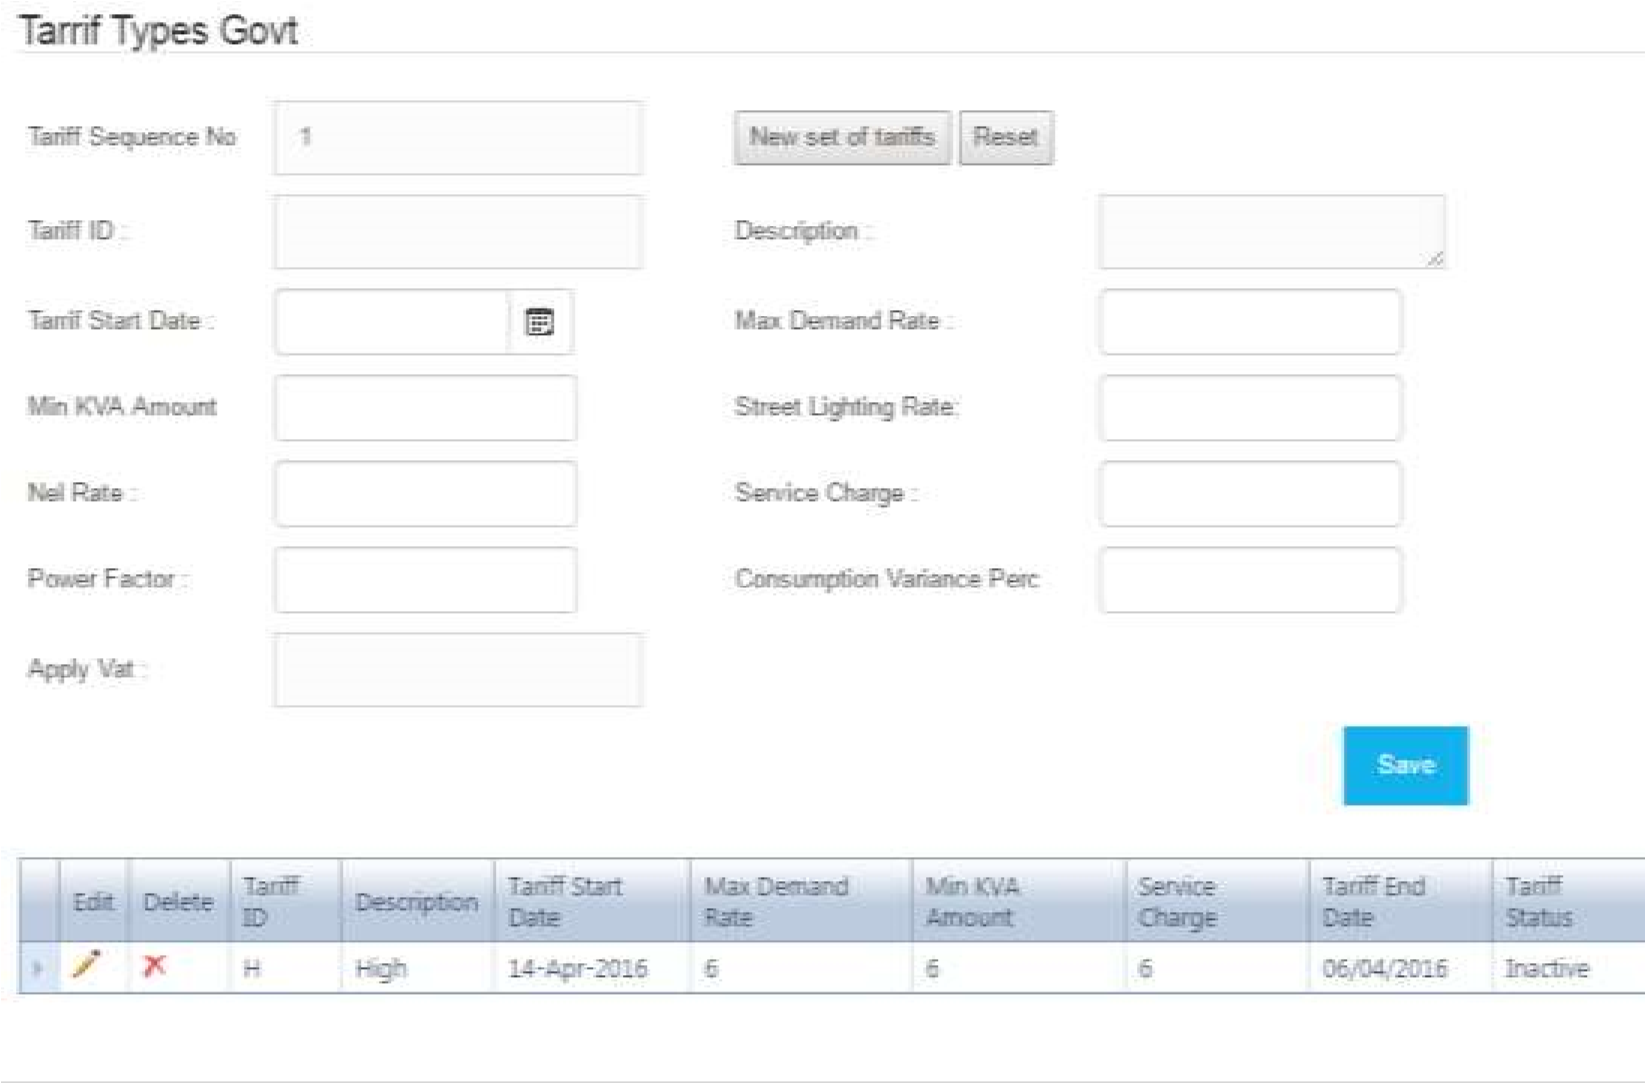 Tarrif Types Govt
Tariff Sequence No 1 New set of tariffs Reset
Tariff ID : Description :
Tarrif Start Date : Max Demand Rate :
Min KVA Amount Street Lighting Rate:
Nel Rate : Service Charge :
Power Factor : Consumption Variance Perc
Apply Vat :
Save
Edit Delete Tariff ID Description Tariff Start Date Max Demand Rate Min KVA Amount Service Charge Tariff End Date Tariff Status
H High 14-Apr-2016 6 6 6 06/04/2016 Inactive